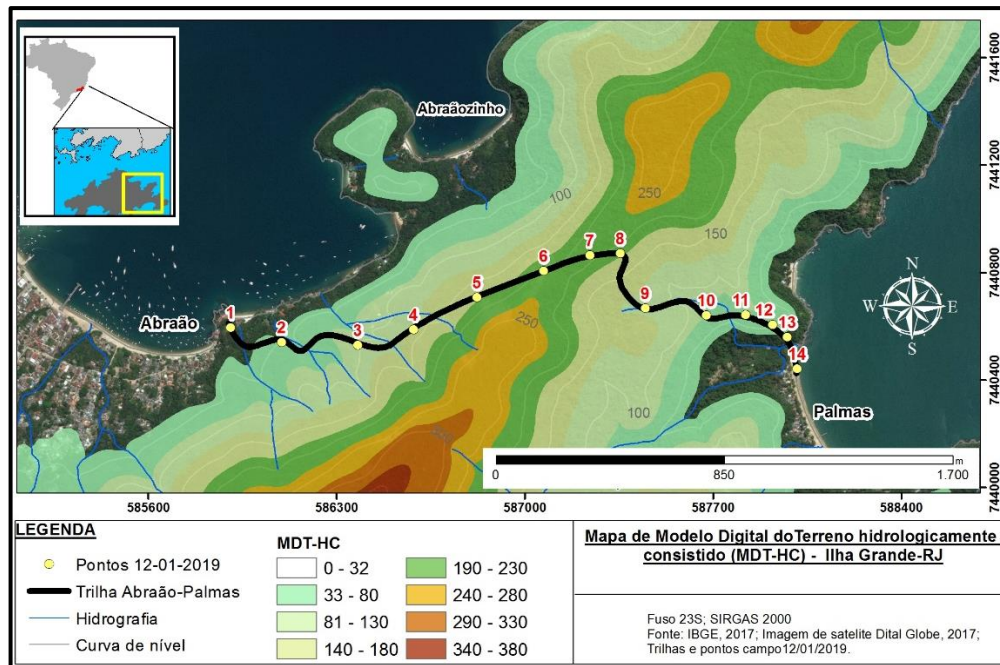 Abraãozinho
Abraão
Palmas
1
2
3
4
5
6
7
8
9
10
11
12
13
14
100
250
150
250
100
N
W E
S
7441600
7441200
7440800
7440400
7440000
0 850 1.700 m
585600 586300 587000 587700 588400
LEGENDA
Pontos 12-01-2019
Trilha Abraão-Palmas
Hidrografia
Curva de nível
MDT-HC
0 - 32
33 - 80
81 - 130
140 - 180
190 - 230
240 - 280
290 - 330
340 - 380
Mapa de Modelo Digital doTerreno hidrologicamente
consistido (MDT-HC) - Ilha Grande-RJ
Fuso 23S; SIRGAS 2000
Fonte: IBGE, 2017; Imagem de satelite Dital Globe, 2017;
Trilhas e pontos campo12/01/2019.